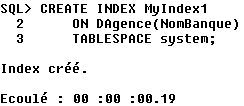 SQL> CREATE INDEX MyIndex1
2 ON DAgence(NomBanque)
3 TABLESPACE system;
Index créé.
Ecoulé : 00 :00 :00.19